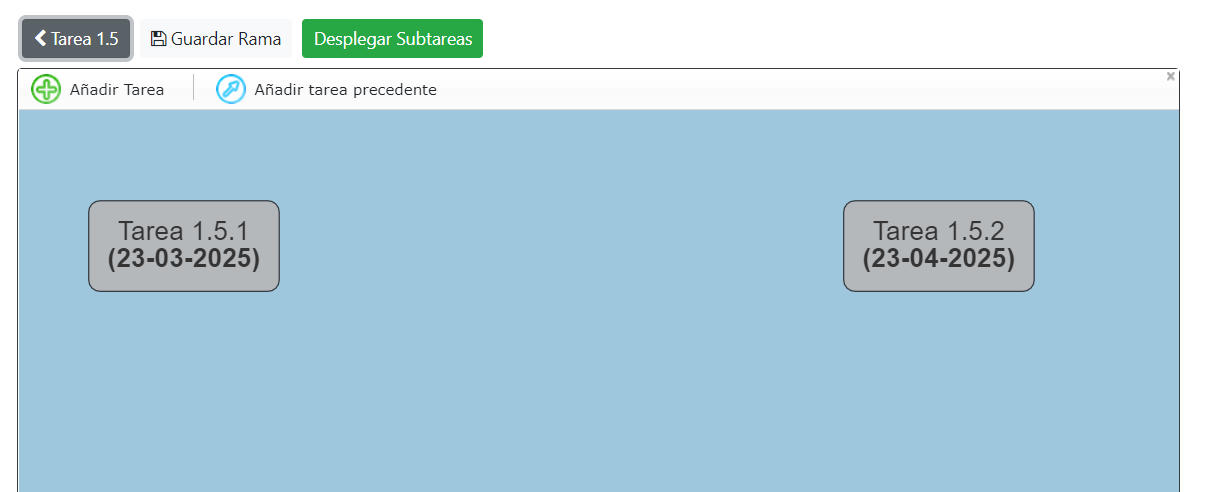 Tarea 1.5 Guardar Rama Desplegar Subtareas
Añadir Tarea Añadir tarea precedente
Tarea 1.5.1
(23-03-2025)
Tarea 1.5.2
(23-04-2025)